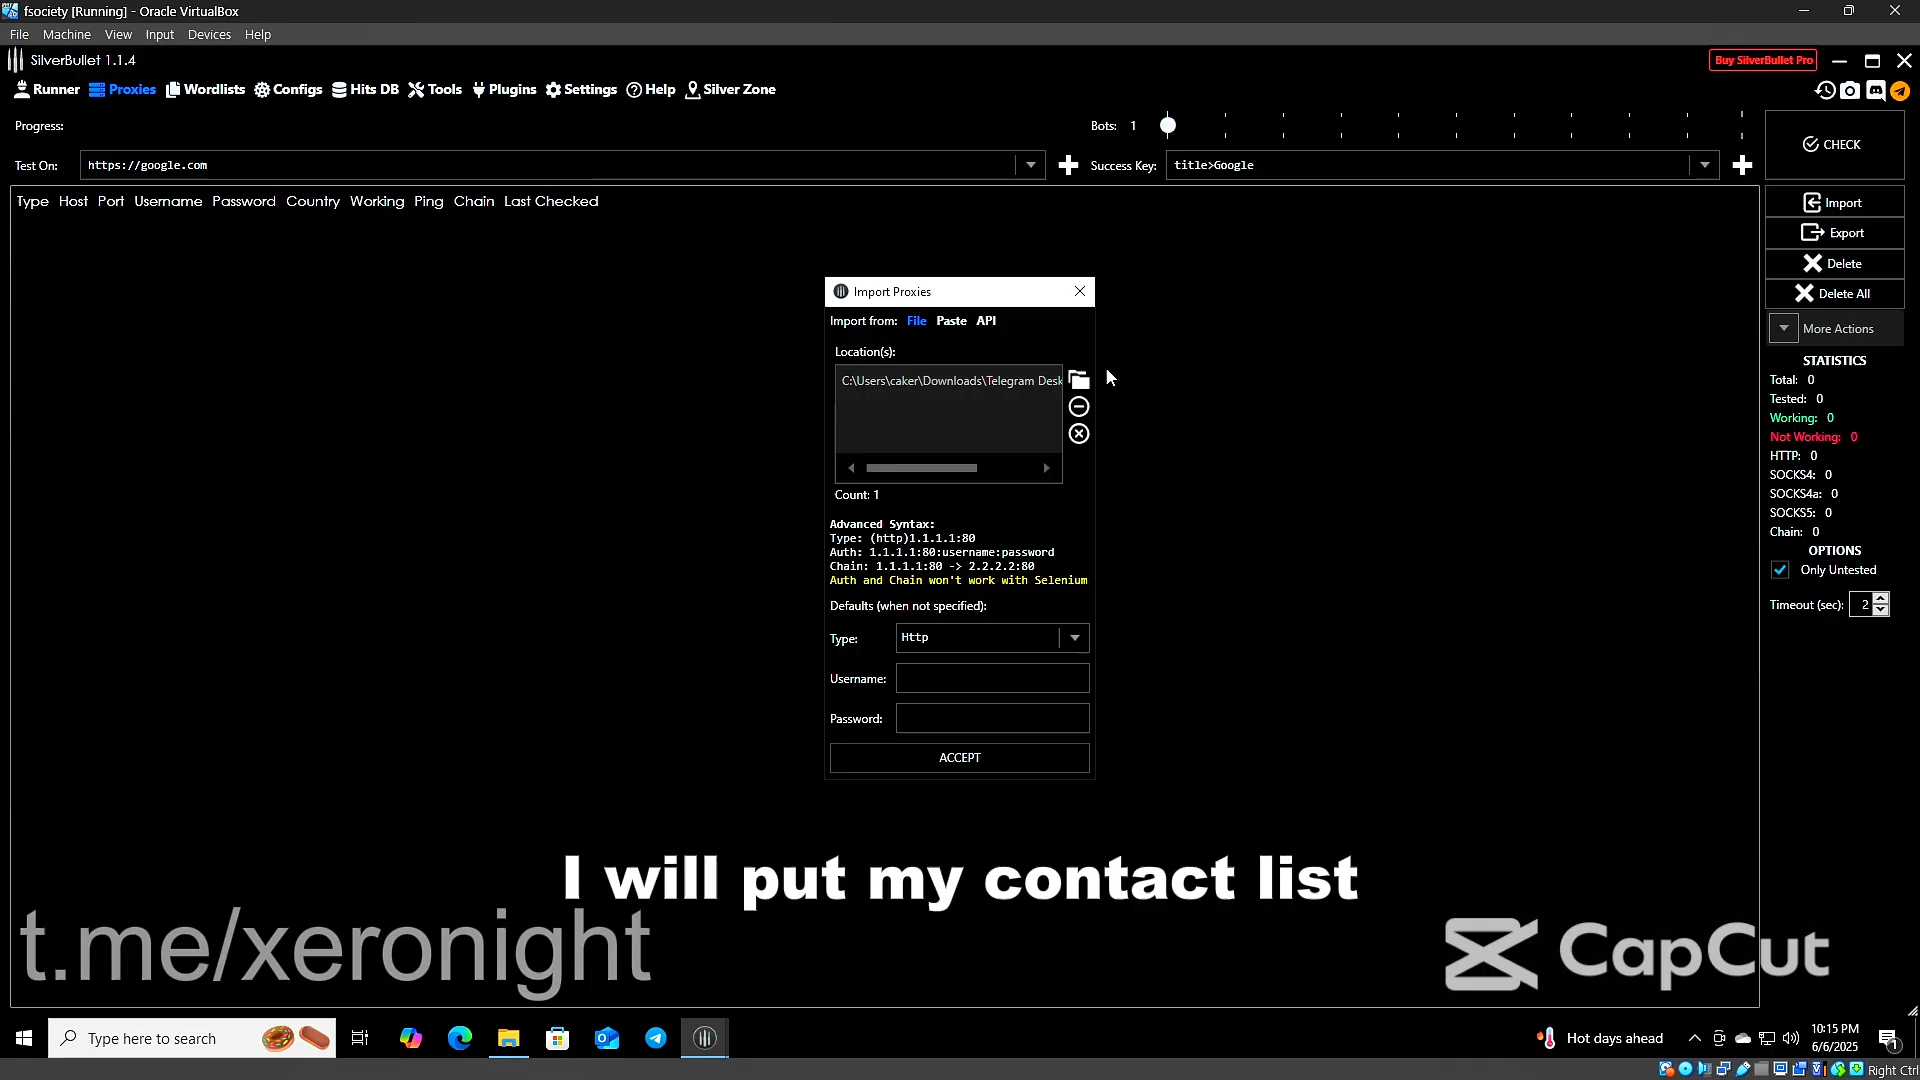 fsociety [Running] - Oracle VirtualBox
File Machine View Input Devices Help
SilverBullet 1.1.4
Buy SilverBullet Pro
Runner Proxies Wordlists Configs Hits DB Tools Plugins Settings Help Silver Zone
Progress:
Bots: 1
CHECK
Test On: https://google.com
Success Key: title>Google
Type Host Port Username Password Country Working Ping Chain Last Checked
Import
Export
Delete
Delete All
More Actions
STATISTICS
Total: 0
Tested: 0
Working: 0
Not Working: 0
HTTP: 0
SOCKS4: 0
SOCKS4a: 0
SOCKS5: 0
Chain: 0
OPTIONS
Only Untested
Timeout (sec): 2
Import Proxies
Import from: File Paste API
Location(s):
C:\Users\caker\Downloads\Telegram Desk
Count: 1
Advanced Syntax:
Type: (http)1.1.1.1:80
Auth: 1.1.1.1:80:username:password
Chain: 1.1.1.1:80 -> 2.2.2.2:80
Auth and Chain won't work with Selenium
Defaults (when not specified):
Type: Http
Username:
Password:
ACCEPT
I will put my contact list
t.me/xeronight
CapCut
Type here to search
Hot days ahead
10:15 PM
6/6/2025
1
Right Ctrl